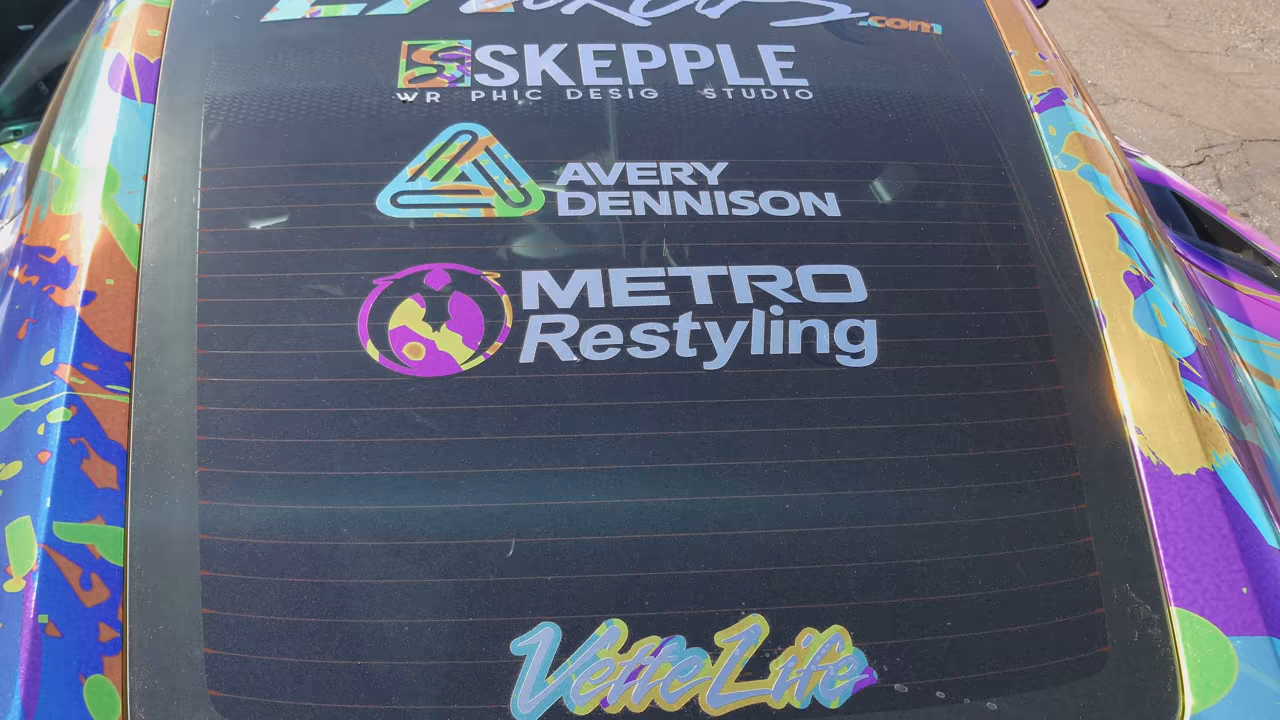 .com
SKEPPLE
WR PHIC DESIG STUDIO
AVERY
DENNISON
METRO
Restyling
VetteLife